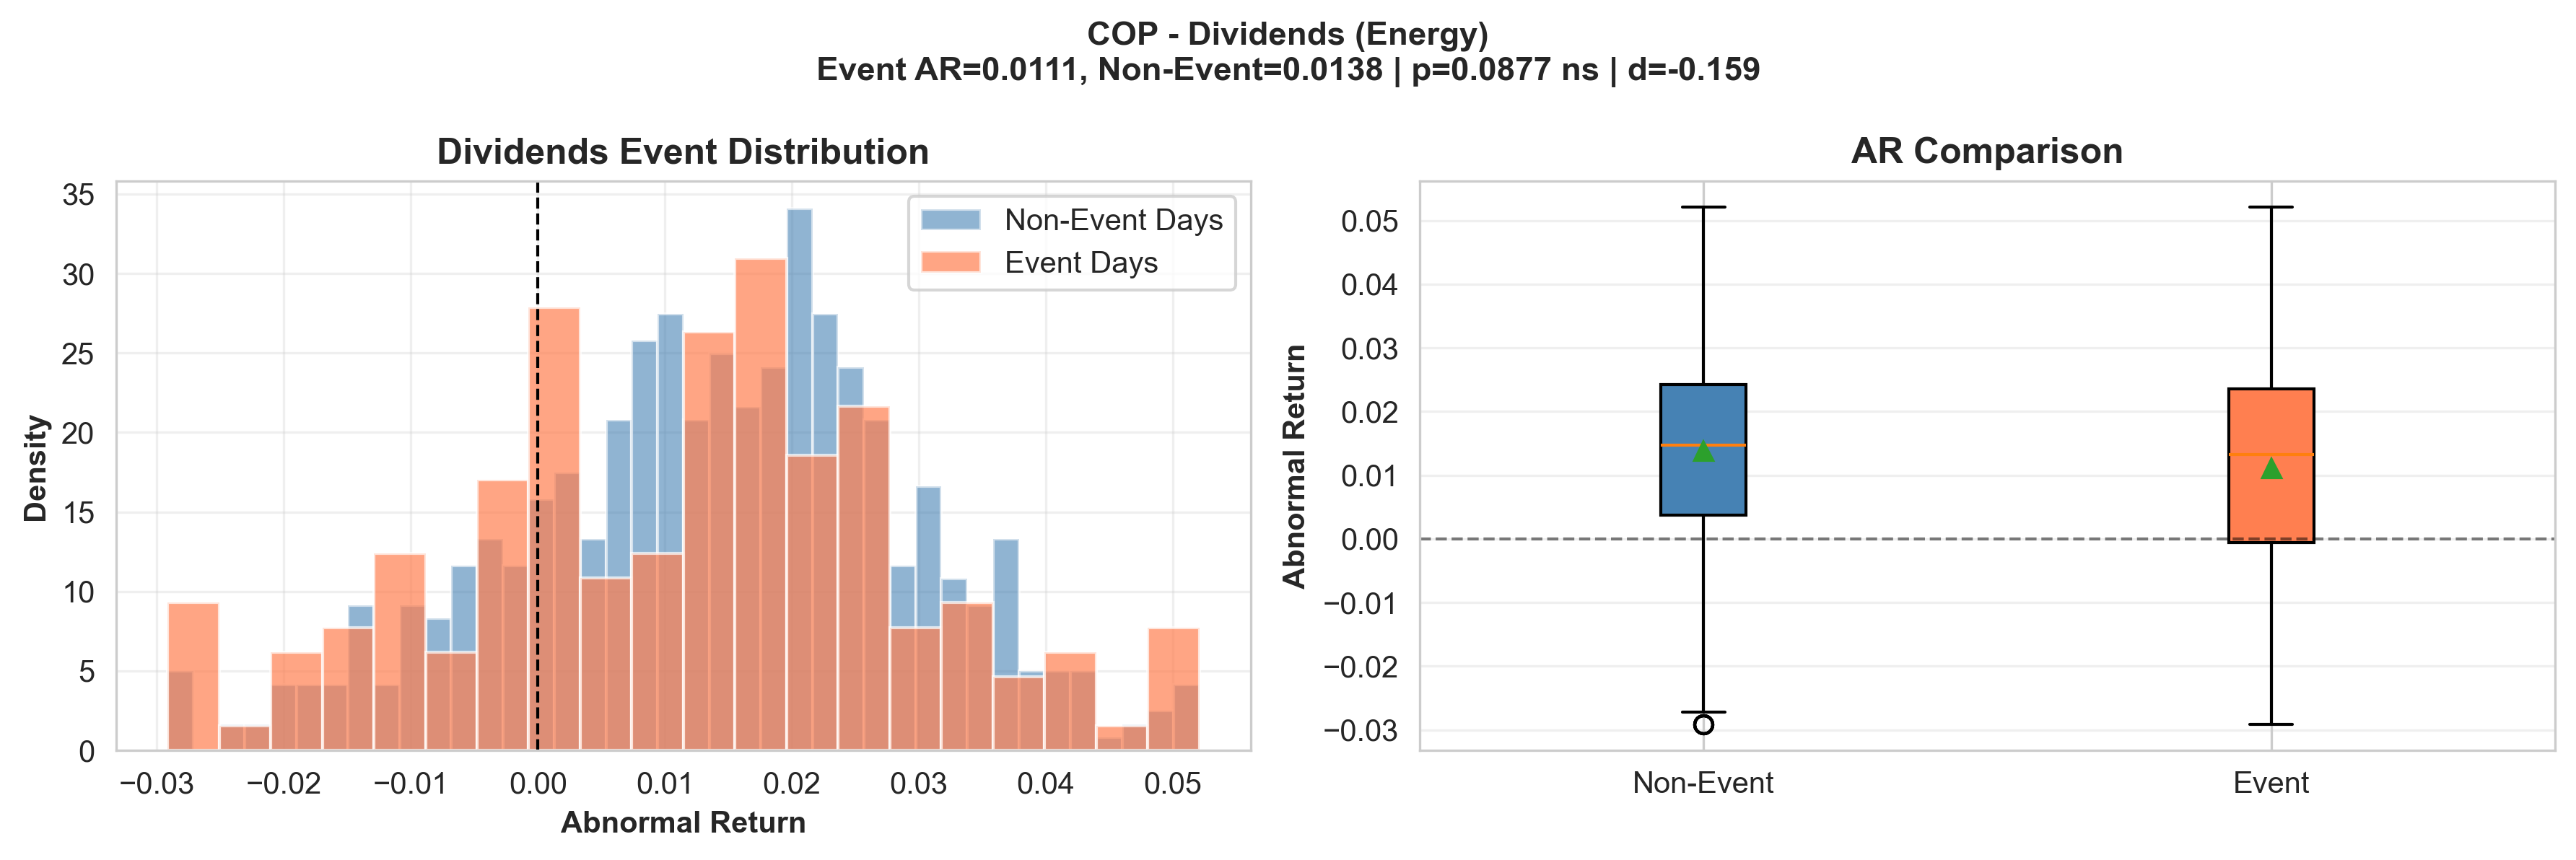 COP - Dividends (Energy)
Event AR=0.0111, Non-Event=0.0138 | p=0.0877 ns | d=-0.159
Dividends Event Distribution
35
30
25
20
15
10
5
0
Density
Non-Event Days
Event Days
−0.03 −0.02 −0.01 0.00 0.01 0.02 0.03 0.04 0.05
Abnormal Return
AR Comparison
0.05
0.04
0.03
0.02
0.01
0.00
−0.01
−0.02
−0.03
Abnormal Return
Non-Event Event